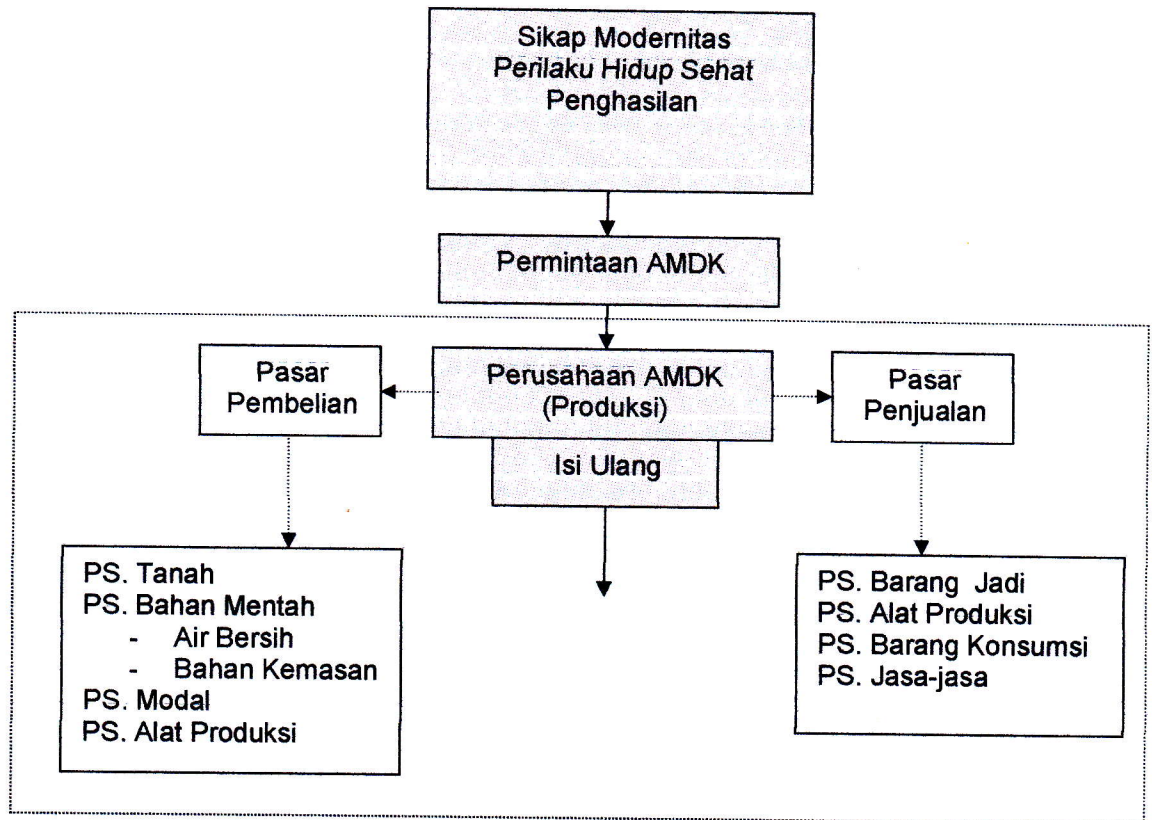 Sikap Modernitas
Perilaku Hidup Sehat
Penghasilan
Permintaan AMDK
Pasar
Pembelian
Perusahaan AMDK
(Produksi)
Isi Ulang
Pasar
Penjualan
PS. Tanah
PS. Bahan Mentah
- Air Bersih
- Bahan Kemasan
PS. Modal
PS. Alat Produksi
PS. Barang Jadi
PS. Alat Produksi
PS. Barang Konsumsi
PS. Jasa-jasa